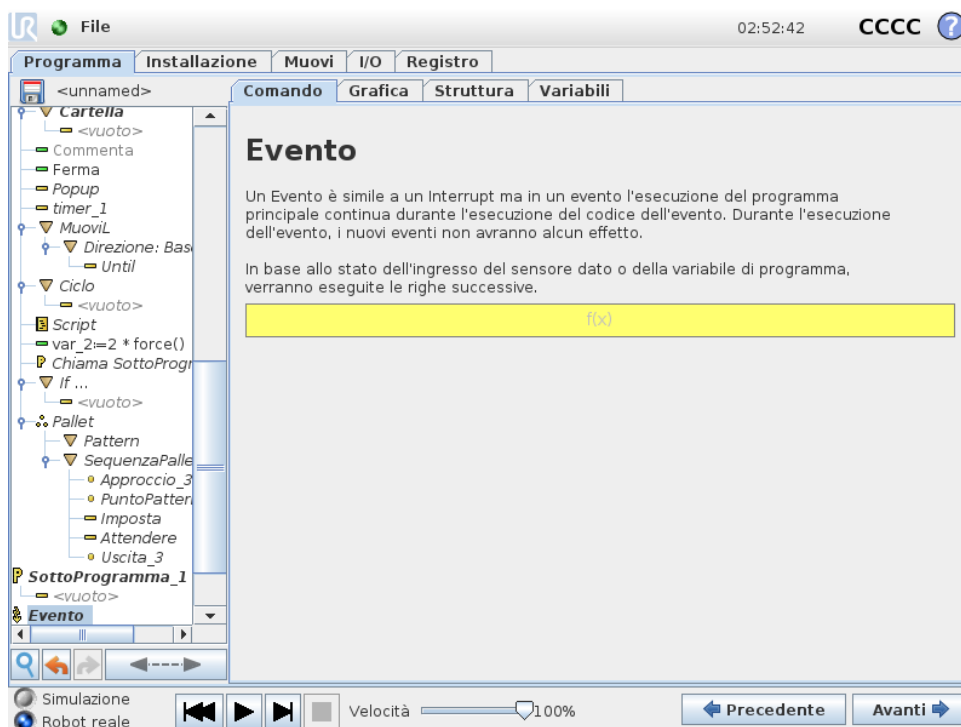 UR File 02:52:42 CCCC ?
Programma Installazione Muovi I/O Registro
<unnamed>
Comando Grafica Struttura Variabili
Cartella
<vuoto>
Commenta
Ferma
Popup
timer_1
MuoviL
Direzione: Bas
Until
Ciclo
<vuoto>
Script
var_2:=2 * force()
P Chiama SottoProgr
If ...
<vuoto>
Pallet
Pattern
SequenzaPalle
Approccio_3
PuntoPatter
Imposta
Attendere
Uscita_3
P SottoProgramma_1
<vuoto>
Evento
Evento
Un Evento è simile a un Interrupt ma in un evento l'esecuzione del programma
principale continua durante l'esecuzione del codice dell'evento. Durante l'esecuzione
dell'evento, i nuovi eventi non avranno alcun effetto.
In base allo stato dell'ingresso del sensore dato o della variabile di programma,
verranno eseguite le righe successive.
f(x)
Simulazione
Robot reale
Velocità 100%
Precedente
Avanti